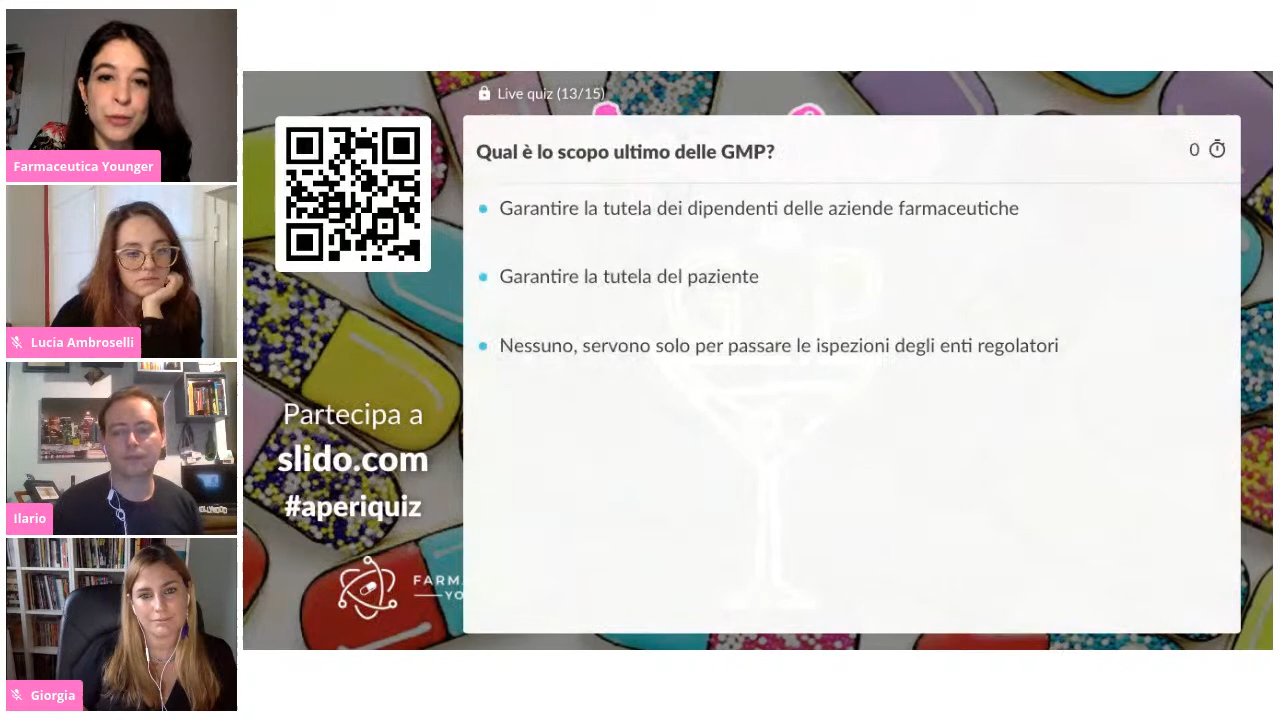 Farmaceutica Younger
Lucia Ambroselli
Ilario
Giorgia
Live quiz (13/15)
Qual è lo scopo ultimo delle GMP?
0
Garantire la tutela dei dipendenti delle aziende farmaceutiche
Garantire la tutela del paziente
Nessuno, servono solo per passare le ispezioni degli enti regolatori
Partecipa a
slido.com
#aperiquiz
FARM
YO